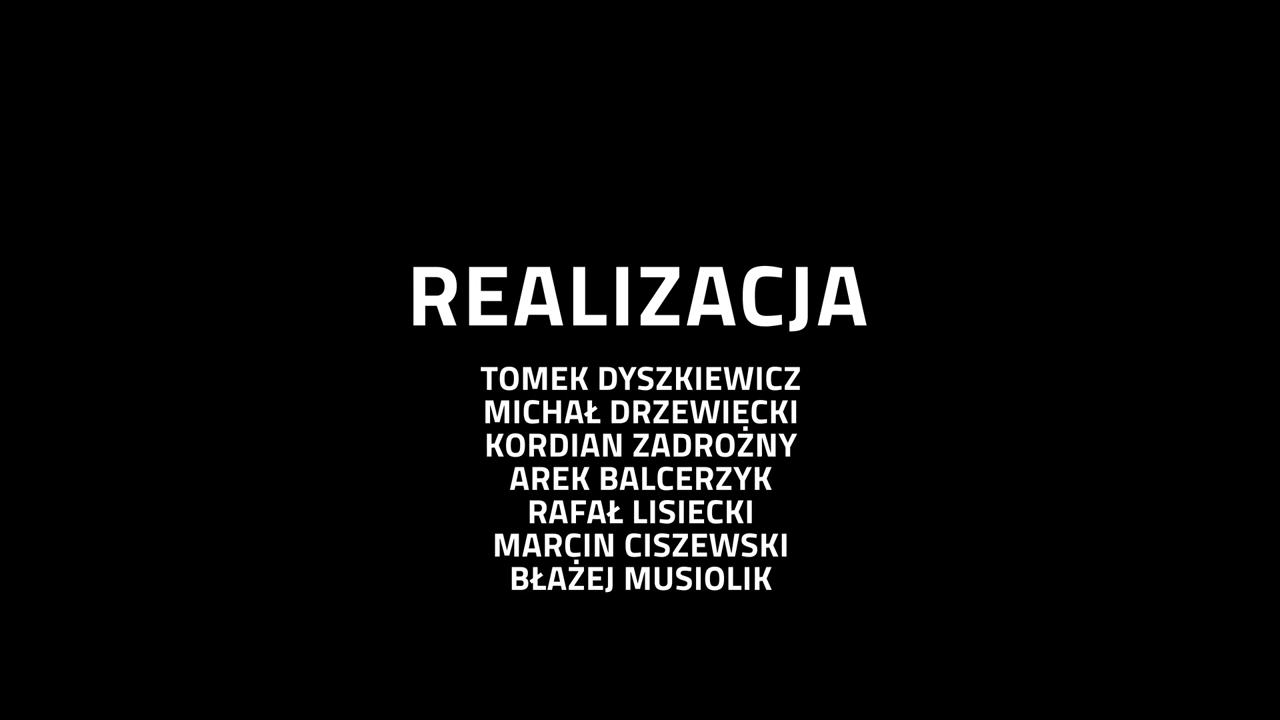 REALIZACJA
TOMEK DYSZKIEWICZ
MICHAŁ DRZEWIĘCKI
KORDIAN ZADROŻNY
AREK BALCERZYK
RAFAŁ LISIECKI
MARCIN CISZEWSKI
BŁAŻEJ MUSIOLIK